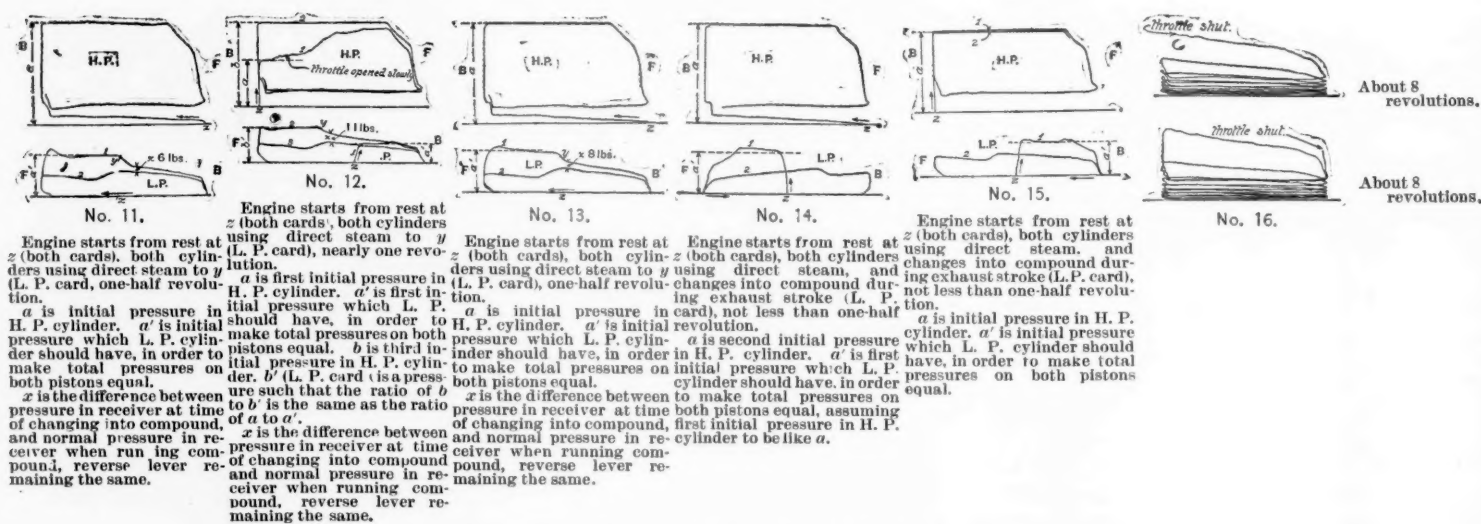 B
a
H.P.
F
z
F
a'
y
x 6 lbs.
1
2
L.P.
B
z
No. 11.
Engine starts from rest at
z (both cards). both cylin-
ders using direct steam to y
(L. P. card, one-half revolu-
tion.
a is initial pressure in
H. P. cylinder. a' is initial
pressure which L. P. cylin-
der should have, in order to
make total pressures on
both pistons equal.
x is the difference between
pressure in receiver at time
of changing into compound,
and normal pressure in re-
ceiver when run ing com-
pound, reverse lever re-
maining the same.
B
b
a
1
H.P.
Throttle opened slowly
F
z
F
y
x
11 lbs.
B
a'
1
.P.
z
No. 12.
Engine starts from rest at
z (both cards', both cylinders
using direct steam to y
(L. P. card), nearly one revo-
lution.
a is first initial pressure in
H. P. cylinder. a' is first in-
itial pressure which L. P.
should have, in order to
make total pressures on both
pistons equal. b is third in-
itial pressure in H. P. cylin-
der. b' (L. P. card (is a press-
ure such that the ratio of b
to b' is the same as the ratio
of a to a'.
x is the difference between
pressure in receiver at time
of changing into compound
and normal pressure in re-
ceiver when running com-
pound, reverse lever re-
maining the same.
B
a
H.P.
F
z
F
a'
1
y
x 8 lbs.
L.P.
2
B
z
No. 13.
Engine starts from rest at
z (both cards), both cylin-
ders using direct steam to y
(L. P. card), one-half revolu-
tion.
a is initial pressure in
H. P. cylinder. a' is initial
pressure which L. P. cyl-
inder should have, in order
to make total pressures on
both pistons equal.
x is the difference between
pressure in receiver at time
of changing into compound,
and normal pressure in re-
ceiver when running com-
pound, reverse lever re-
maining the same.
B
a
H.P.
F
z
F
a'
1
2
L.P.
B
z
No. 14.
Engine starts from rest at
z (both cards), both cylinders
using direct steam, and
changes into compound dur-
ing exhaust stroke (L. P.
card), not less than one-half
revolution.
a is second initial pressure
in H. P. cylinder. a' is first
initial pressure which L. P.
cylinder should have. in order
to make total pressures on
both pistons equal, assuming
first initial pressure in H. P.
cylinder to be like a.
B
a
1
2
H.P.
F
z
F
L.P.
2
1
B
a'
z
No. 15.
Engine starts from rest at
z (both cards), both cylinders
using direct steam. and
changes into compound dur-
ing exhaust stroke (L.P. card),
not less than one-half revolu-
tion.
a is initial pressure in H. P.
cylinder. a' is initial pressure
which L. P. cylinder should
have, in order to make total
pressures on both pistons
equal.
Throttle shut.
About 8
revolutions.
Throttle shut.
About 8
revolutions.
No. 16.